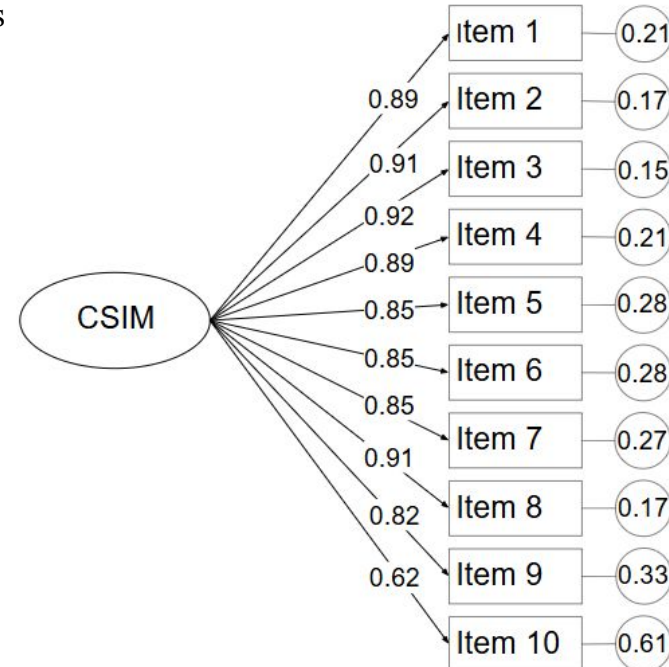 s
Item 1 0.21
0.89
Item 2 0.17
0.91
Item 3 0.15
0.92
Item 4 0.21
0.89
Item 5 0.28
0.85
CSIM
Item 6 0.28
0.85
0.85
Item 7 0.27
0.91
Item 8 0.17
0.82
Item 9 0.33
0.62
Item 10 0.61